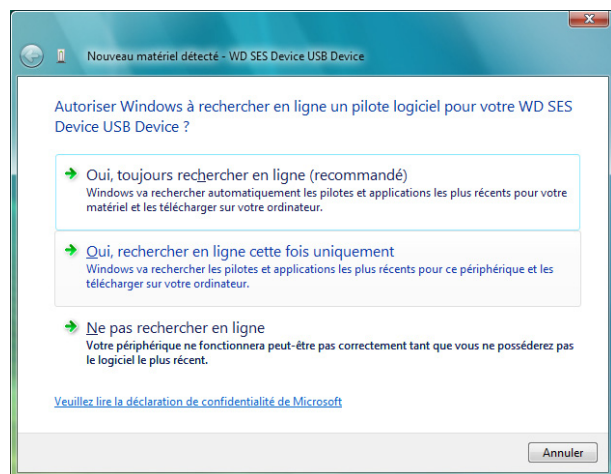 Nouveau matériel détecté - WD SES Device USB Device
Autoriser Windows à rechercher en ligne un pilote logiciel pour votre WD SES
Device USB Device ?
Oui, toujours rechercher en ligne (recommandé)
Windows va rechercher automatiquement les pilotes et applications les plus récents pour votre
matériel et les télécharger sur votre ordinateur.
Oui, rechercher en ligne cette fois uniquement
Windows va rechercher les pilotes et applications les plus récents pour ce périphérique et les
télécharger sur votre ordinateur.
Ne pas rechercher en ligne
Votre périphérique ne fonctionnera peut-être pas correctement tant que vous ne posséderez pas
le logiciel le plus récent.
Veuillez lire la déclaration de confidentialité de Microsoft
Annuler